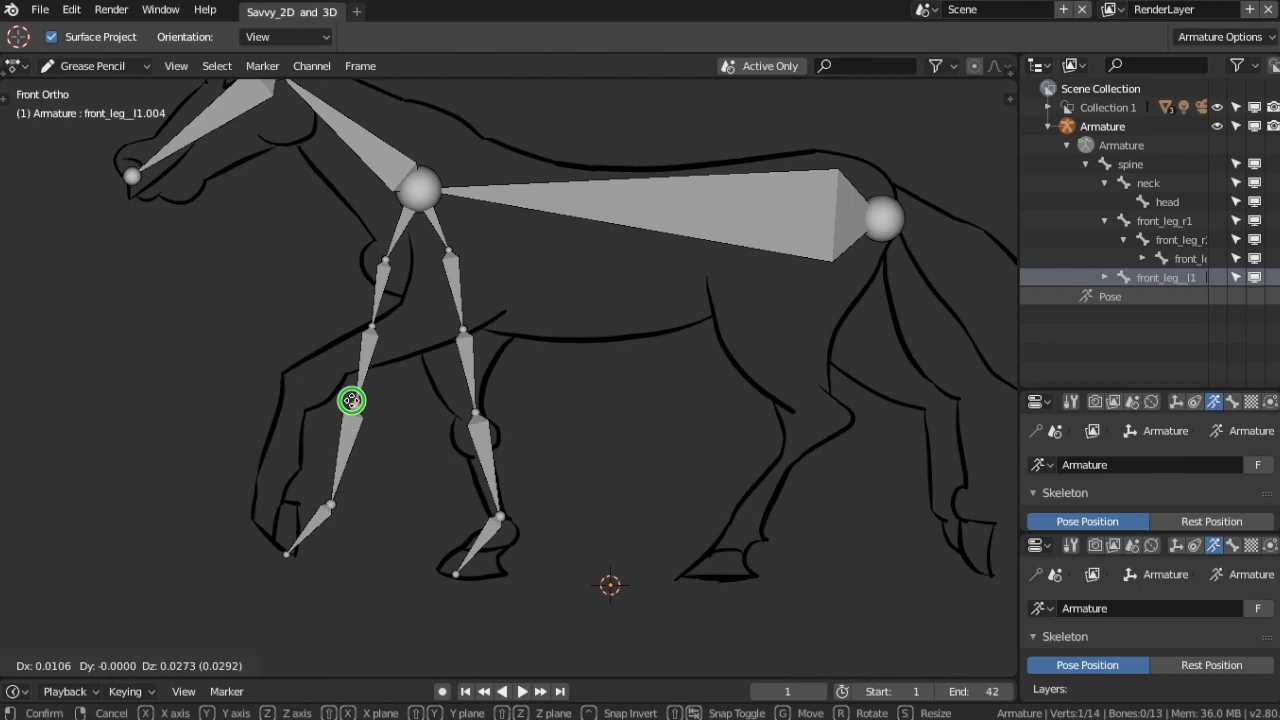 File Edit Render Window Help Savvy_2D and 3D Scene RenderLayer
Surface Project Orientation: View Armature Options
Grease Pencil View Select Marker Channel Frame Active Only
Front Ortho
(1) Armature : front_leg__l1.004
Scene Collection
Collection 1 3
Armature
Armature
spine
neck
head
front_leg_r1
front_leg_r
front_le
front_leg__l1
Pose
Armature Armature
Armature F
Skeleton
Pose Position Rest Position
Armature Armature
Armature F
Skeleton
Pose Position Rest Position
Layers:
Dx: 0.0106 Dy: -0.0000 Dz: 0.0273 (0.0292)
Playback Keying View Marker 1 Start: 1 End: 42
Confirm Cancel X X axis Y Y axis Z Z axis X X plane Y Y plane Z Z plane Snap Invert Snap Toggle G Move R Rotate S Resize Armature | Verts:1/14 | Bones:0/13 | Mem: 36.0 MB | v2.80